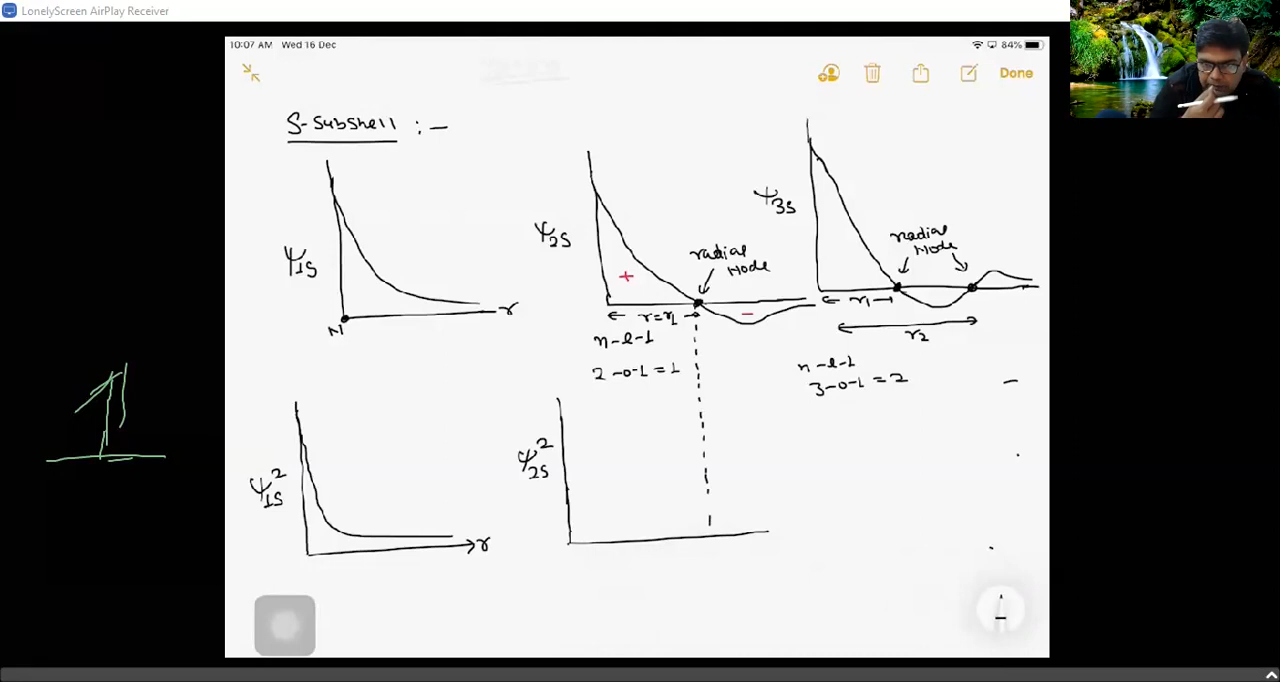 LonelyScreen AirPlay Receiver
10:07 AM Wed 16 Dec
84%
Done
S-Subshell :-
Ψ1S
r
N
Ψ2S
+
radial
Node
r=r1
-
n-l-1
2-0-1=1
Ψ3S
radial
Node
r1
r2
n-l-1
3-0-1=2
Ψ²1S
r
Ψ²2S
1